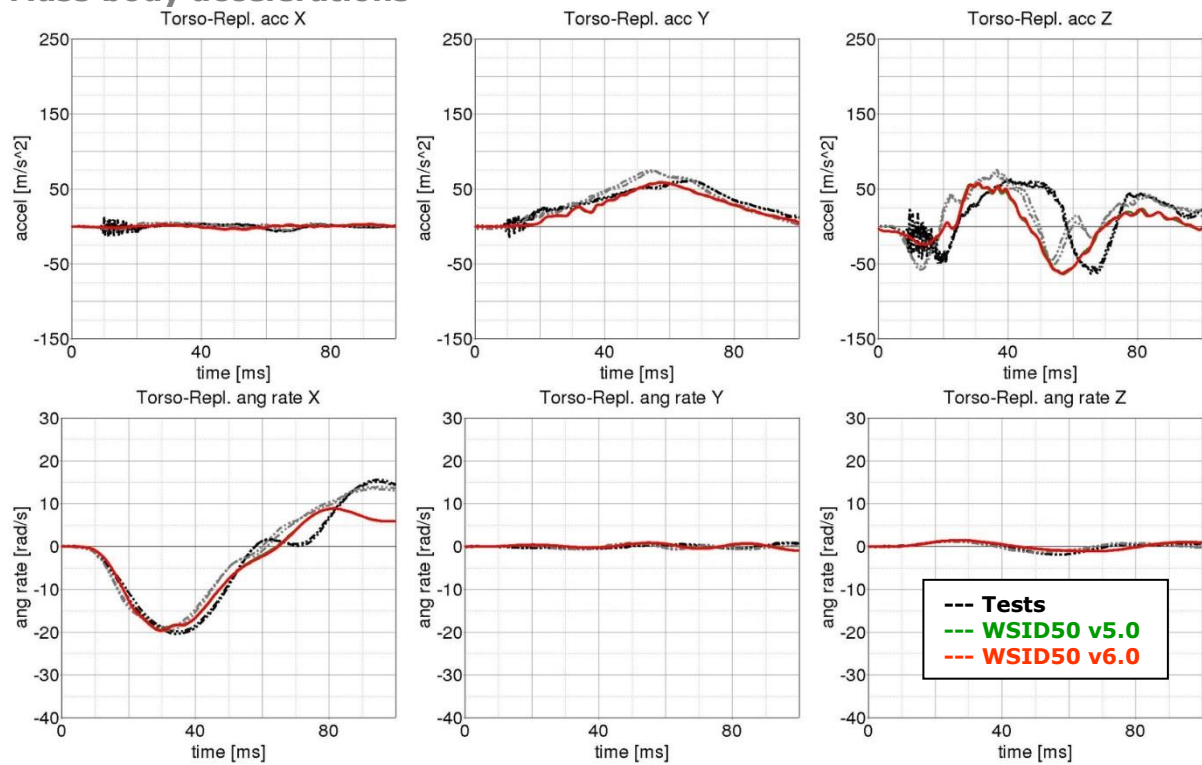 Mass body accelerations
Torso-Repl. acc X
Torso-Repl. acc Y
Torso-Repl. acc Z
accel [m/s^2]
250
150
50
-50
-150
0
40
80
time [ms]
accel [m/s^2]
250
150
50
-50
-150
0
40
80
time [ms]
accel [m/s^2]
250
150
50
-50
-150
0
40
80
time [ms]
Torso-Repl. ang rate X
Torso-Repl. ang rate Y
Torso-Repl. ang rate Z
ang rate [rad/s]
30
20
10
0
-10
-20
-30
-40
0
40
80
time [ms]
ang rate [rad/s]
30
20
10
0
-10
-20
-30
-40
0
40
80
time [ms]
ang rate [rad/s]
30
20
10
0
-10
-20
-30
-40
0
40
80
time [ms]
--- Tests
--- WSID50 v5.0
--- WSID50 v6.0